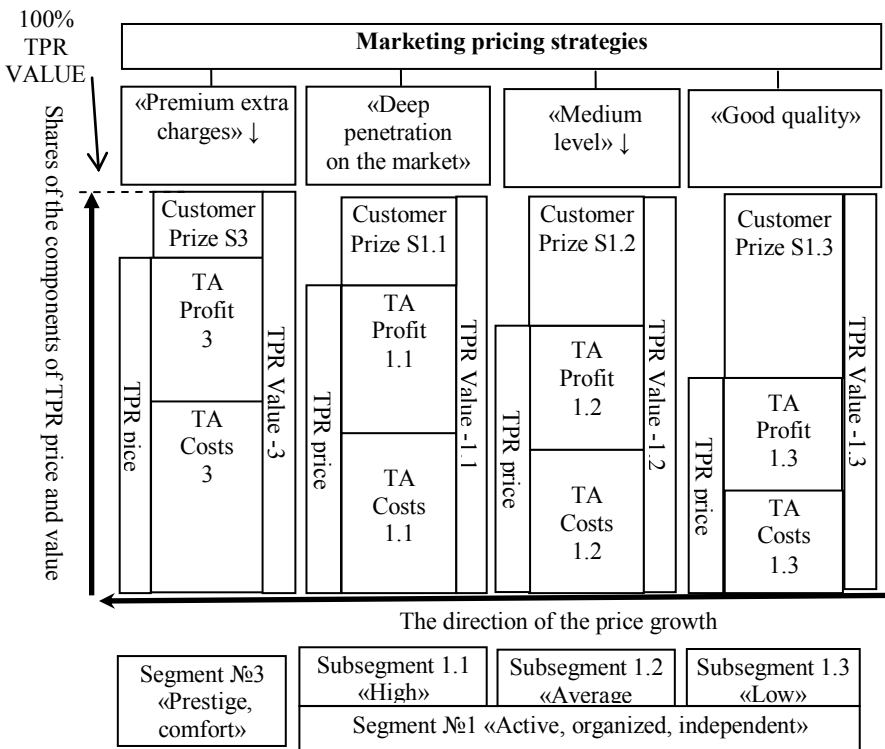 100%
TPR
VALUE
Marketing pricing strategies
«Premium extra
charges» ↓
«Deep
penetration
on the market»
«Medium
level» ↓
«Good quality»
Shares of the components of TPR price and value
Customer
Prize S3
TA
Profit
3
TA
Costs
3
TPR pice
TPR Value -3
Customer
Prize S1.1
TA
Profit
1.1
TA
Costs
1.1
TPR price
TPR Value -1.1
Customer
Prize S1.2
TA
Profit
1.2
TA
Costs
1.2
TPR price
TPR Value -1.2
Customer
Prize S1.3
TA
Profit
1.3
TA
Costs
1.3
TPR price
TPR Value -1.3
The direction of the price growth
Segment №3
«Prestige,
comfort»
Subsegment 1.1
«High»
Subsegment 1.2
«Average
Subsegment 1.3
«Low»
Segment №1 «Active, organized, independent»